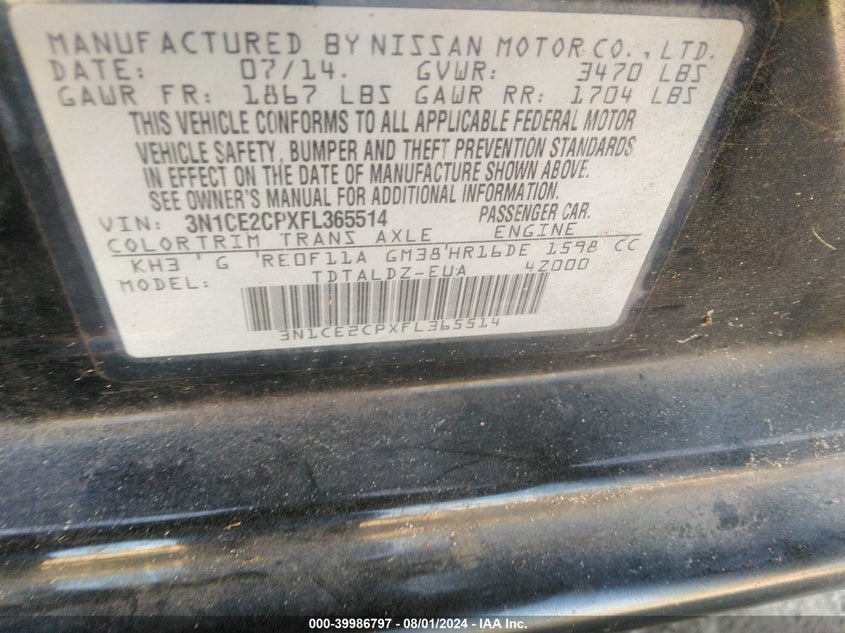 MANUFACTURED BY NISSAN MOTOR CO., LTD.
DATE: 07/14. GVWR: 3470 LBS
GAWR FR: 1867 LBS GAWR RR: 1704 LBS
THIS VEHICLE CONFORMS TO ALL APPLICABLE FEDERAL MOTOR
VEHICLE SAFETY, BUMPER AND THEFT PREVENTION STANDARDS
IN EFFECT ON THE DATE OF MANUFACTURE SHOWN ABOVE.
SEE OWNER'S MANUAL FOR ADDITIONAL INFORMATION.
VIN: 3N1CE2CPXFL365514 PASSENGER CAR.
COLOR TRIM TRANS AXLE ENGINE
KH3 ' G 'RE0F11A GM38'HR16DE 1598 CC
MODEL: TDTALDZ-EUA 4Z000
3N1CE2CPXFL365514
000-39986797 - 08/01/2024 - IAA Inc.